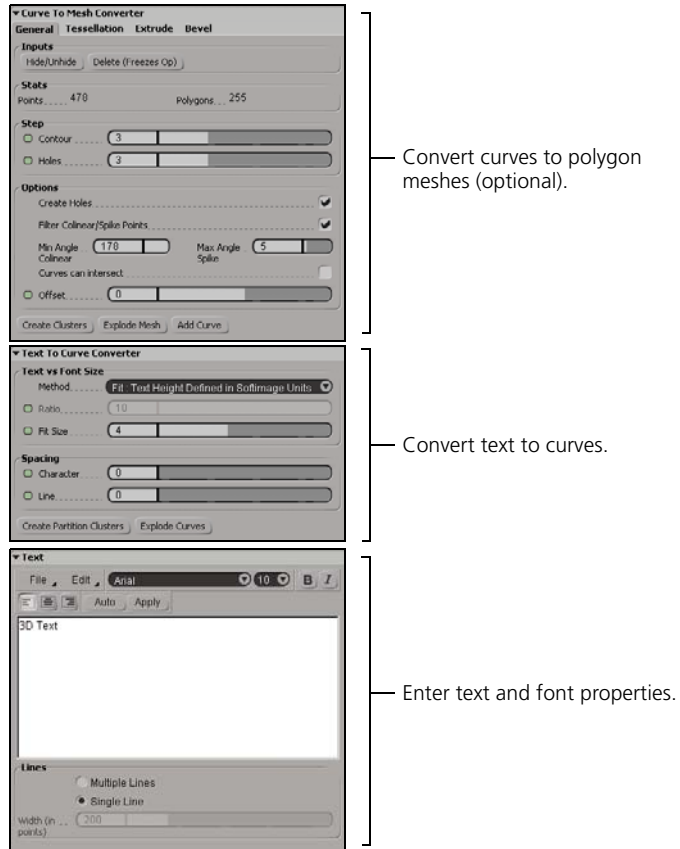 Curve To Mesh Converter
General Tessellation Extrude Bevel
Inputs
Hide/Unhide Delete (Freezes Op)
Stats
Points 478 Polygons 255
Step
Contour 3
Holes 3
Options
Create Holes
Filter Colinear/Spike Points
Min Angle Colinear 178 Max Angle Spike 5
Curves can intersect
Offset 0
Create Clusters Explode Mesh Add Curve
Convert curves to polygon
meshes (optional).
Text To Curve Converter
Text vs Font Size
Method Fit : Text Height Defined in Softimage Units
Ratio 10
Fit Size 4
Spacing
Character 0
Line 0
Create Partition Clusters Explode Curves
Convert text to curves.
Text
File Edit Arial 10 B I
Auto Apply
3D Text
Lines
Multiple Lines
Single Line
Width (in points) 200
Enter text and font properties.